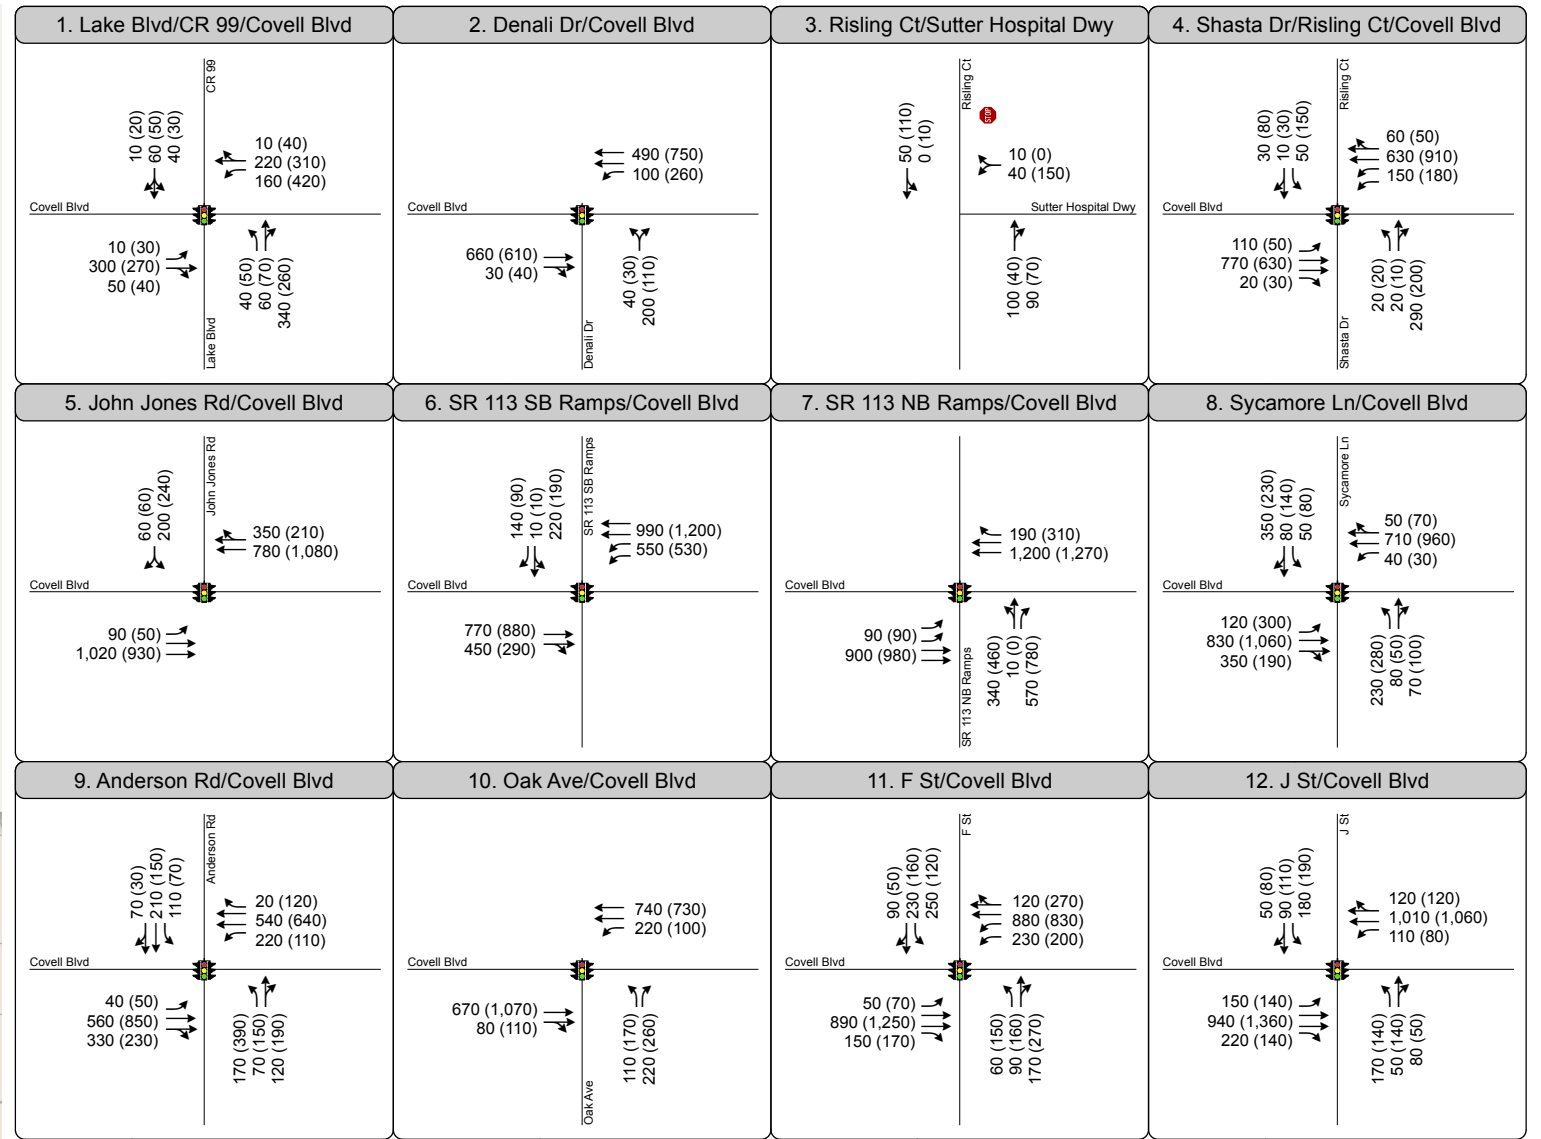 1. Lake Blvd/CR 99/Covell Blvd
CR 99
10 (20)
60 (50)
40 (30)
10 (40)
220 (310)
160 (420)
Covell Blvd
10 (30)
300 (270)
50 (40)
40 (50)
60 (70)
340 (260)
Lake Blvd
2. Denali Dr/Covell Blvd
490 (750)
100 (260)
Covell Blvd
660 (610)
30 (40)
40 (30)
200 (110)
Denali Dr
3. Risling Ct/Sutter Hospital Dwy
Risling Ct
STOP
50 (110)
0 (10)
10 (0)
40 (150)
Sutter Hospital Dwy
100 (40)
90 (70)
4. Shasta Dr/Risling Ct/Covell Blvd
Risling Ct
30 (80)
10 (30)
50 (150)
60 (50)
630 (910)
150 (180)
Covell Blvd
110 (50)
770 (630)
20 (30)
20 (20)
20 (10)
290 (200)
Shasta Dr
5. John Jones Rd/Covell Blvd
John Jones Rd
60 (60)
200 (240)
350 (210)
780 (1,080)
Covell Blvd
90 (50)
1,020 (930)
6. SR 113 SB Ramps/Covell Blvd
SR 113 SB Ramps
140 (90)
10 (10)
220 (190)
990 (1,200)
550 (530)
Covell Blvd
770 (880)
450 (290)
7. SR 113 NB Ramps/Covell Blvd
190 (310)
1,200 (1,270)
Covell Blvd
90 (90)
900 (980)
340 (460)
10 (0)
570 (780)
SR 113 NB Ramps
8. Sycamore Ln/Covell Blvd
Sycamore Ln
350 (230)
80 (140)
50 (80)
50 (70)
710 (960)
40 (30)
Covell Blvd
120 (300)
830 (1,060)
350 (190)
230 (280)
80 (50)
70 (100)
9. Anderson Rd/Covell Blvd
Anderson Rd
70 (30)
210 (150)
110 (70)
20 (120)
540 (640)
220 (110)
Covell Blvd
40 (50)
560 (850)
330 (230)
170 (390)
70 (150)
120 (190)
10. Oak Ave/Covell Blvd
740 (730)
220 (100)
Covell Blvd
670 (1,070)
80 (110)
110 (170)
220 (260)
Oak Ave
11. F St/Covell Blvd
F St
90 (50)
230 (160)
250 (120)
120 (270)
880 (830)
230 (200)
Covell Blvd
50 (70)
890 (1,250)
150 (170)
60 (150)
90 (160)
170 (270)
12. J St/Covell Blvd
J St
50 (80)
90 (110)
180 (190)
120 (120)
1,010 (1,060)
110 (80)
Covell Blvd
150 (140)
940 (1,360)
220 (140)
170 (140)
50 (140)
80 (50)